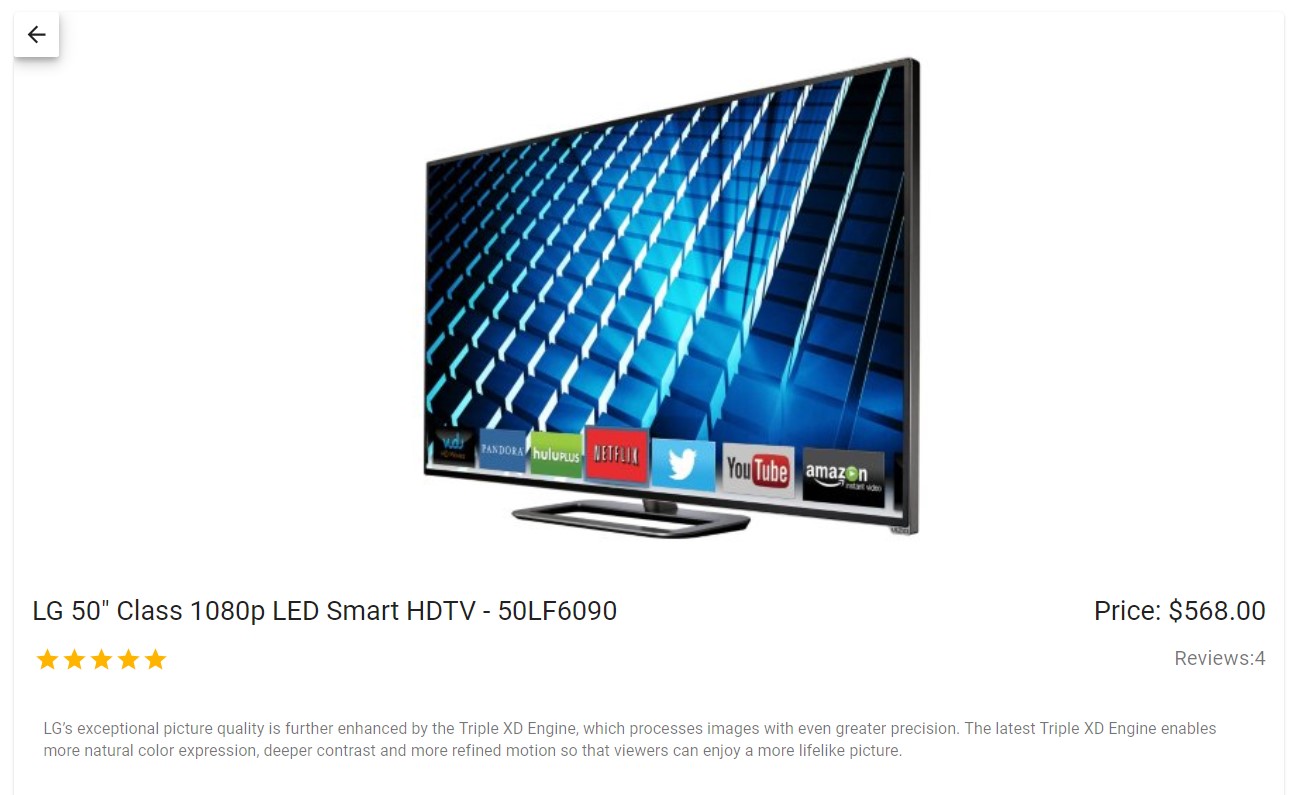 vudu
PANDORA
huluPLUS
NETFLIX
YouTube
amazon
instant video
LG 50" Class 1080p LED Smart HDTV - 50LF6090
Price: $568.00
Reviews:4
LG’s exceptional picture quality is further enhanced by the Triple XD Engine, which processes images with even greater precision. The latest Triple XD Engine enables
more natural color expression, deeper contrast and more refined motion so that viewers can enjoy a more lifelike picture.